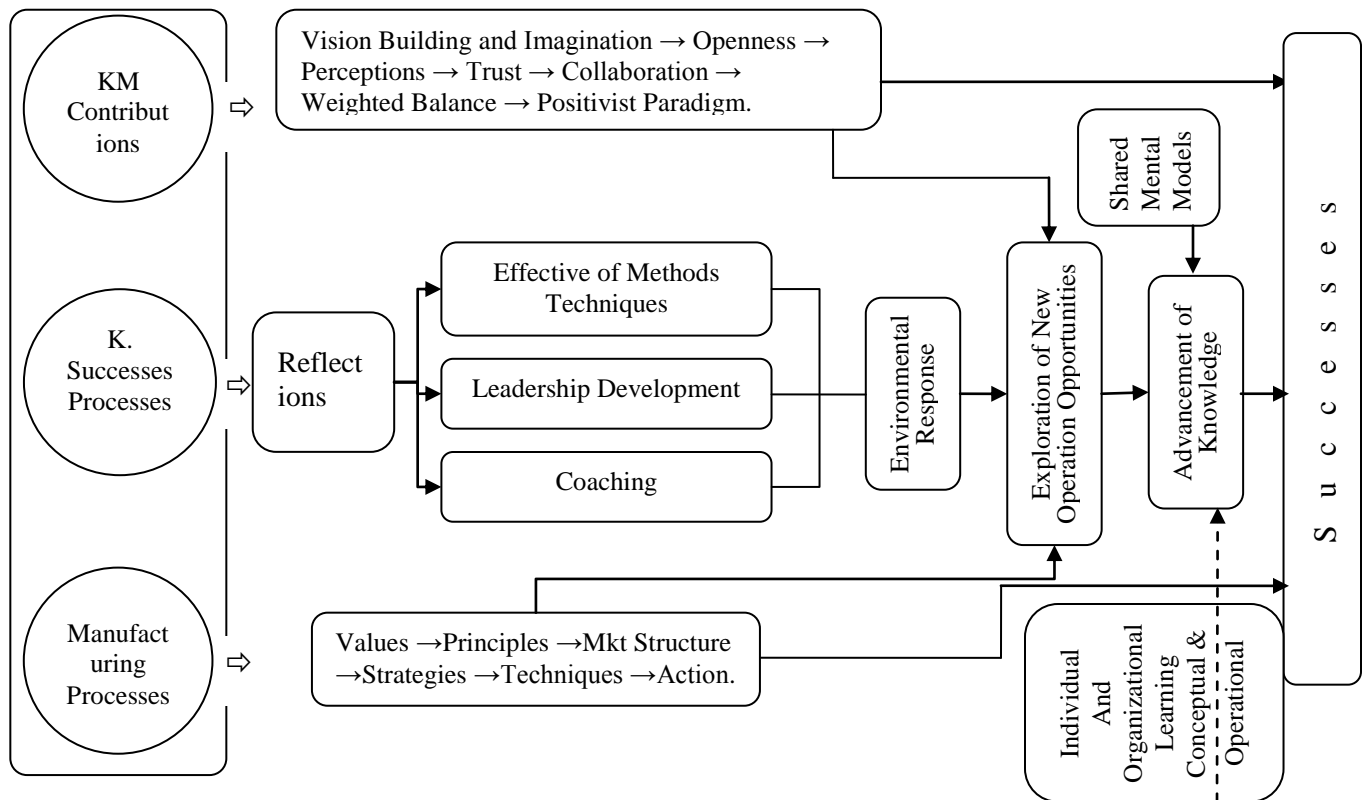 KM
Contribut
ions
Vision Building and Imagination → Openness →
Perceptions → Trust → Collaboration →
Weighted Balance → Positivist Paradigm.
Shared
Mental
Models
K.
Successes
Processes
Reflect
ions
Effective of Methods
Techniques
Leadership Development
Coaching
Environmental
Response
Exploration of New
Operation Opportunities
Advancement of
Knowledge
Successes
Manufact
uring
Processes
Values →Principles →Mkt Structure
→Strategies →Techniques →Action.
Individual
And
Organizational
Learning
Conceptual &
Operational